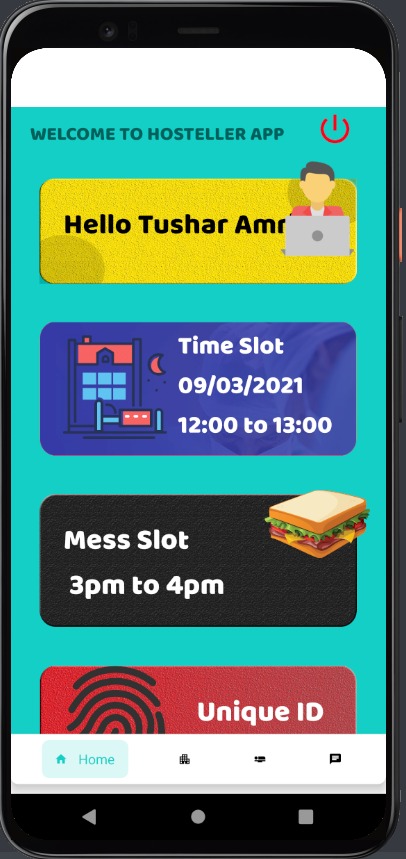 WELCOME TO HOSTELLER APP
Hello Tushar
Time Slot
09/03/2021
12:00 to 13:00
Mess Slot
3pm to 4pm
Unique ID
Home